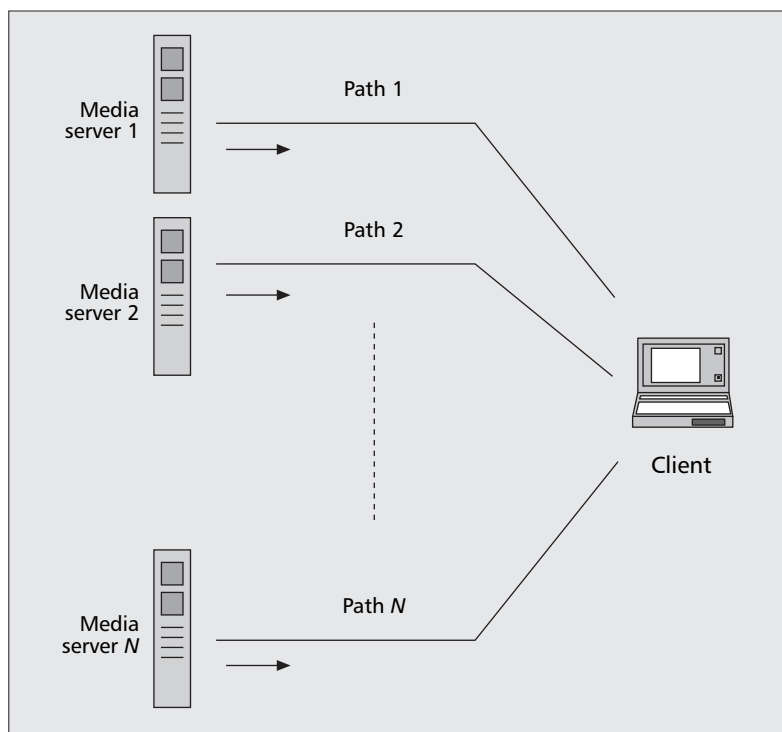 Path 1
Media
server 1
Path 2
Media
server 2
Client
Path N
Media
server N